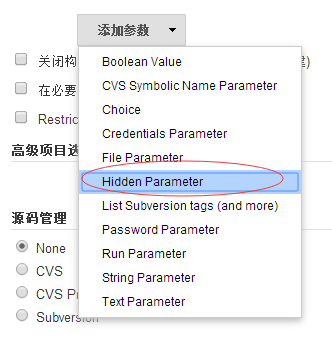 添加参数
Boolean Value
关闭构
)
CVS Symbolic Name Parameter
在必要
Choice
Restric
Credentials Parameter
File Parameter
高级项目选
Hidden Parameter
List Subversion tags (and more)
源码管理
Password Parameter
None
Run Parameter
CVS
String Parameter
CVS Pr
Text Parameter
Subversion